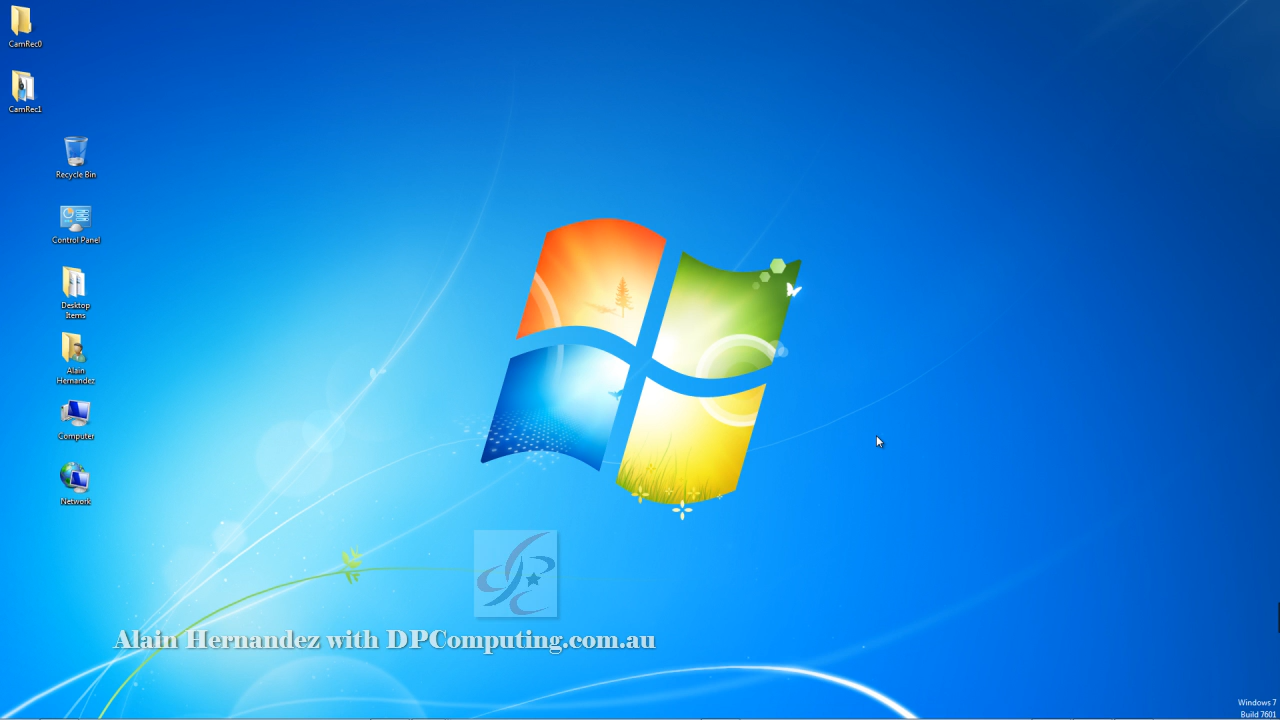 CamRec0
CamRec1
Recycle Bin
Control Panel
Desktop
Items
Alain
Hernandez
Computer
Network
Alain Hernandez with DPComputing.com.au
Windows 7
Build 7601